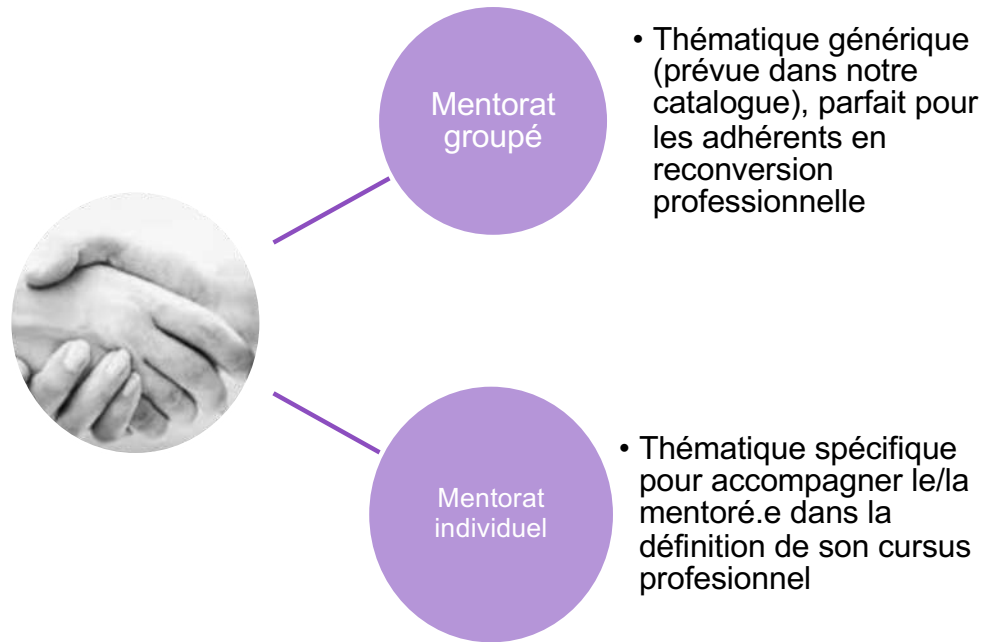 Mentorat
groupé
• Thématique générique
(prévue dans notre
catalogue), parfait pour
les adhérents en
reconversion
professionnelle
Mentorat
individuel
• Thématique spécifique
pour accompagner le/la
mentoré.e dans la
définition de son cursus
profesionnel